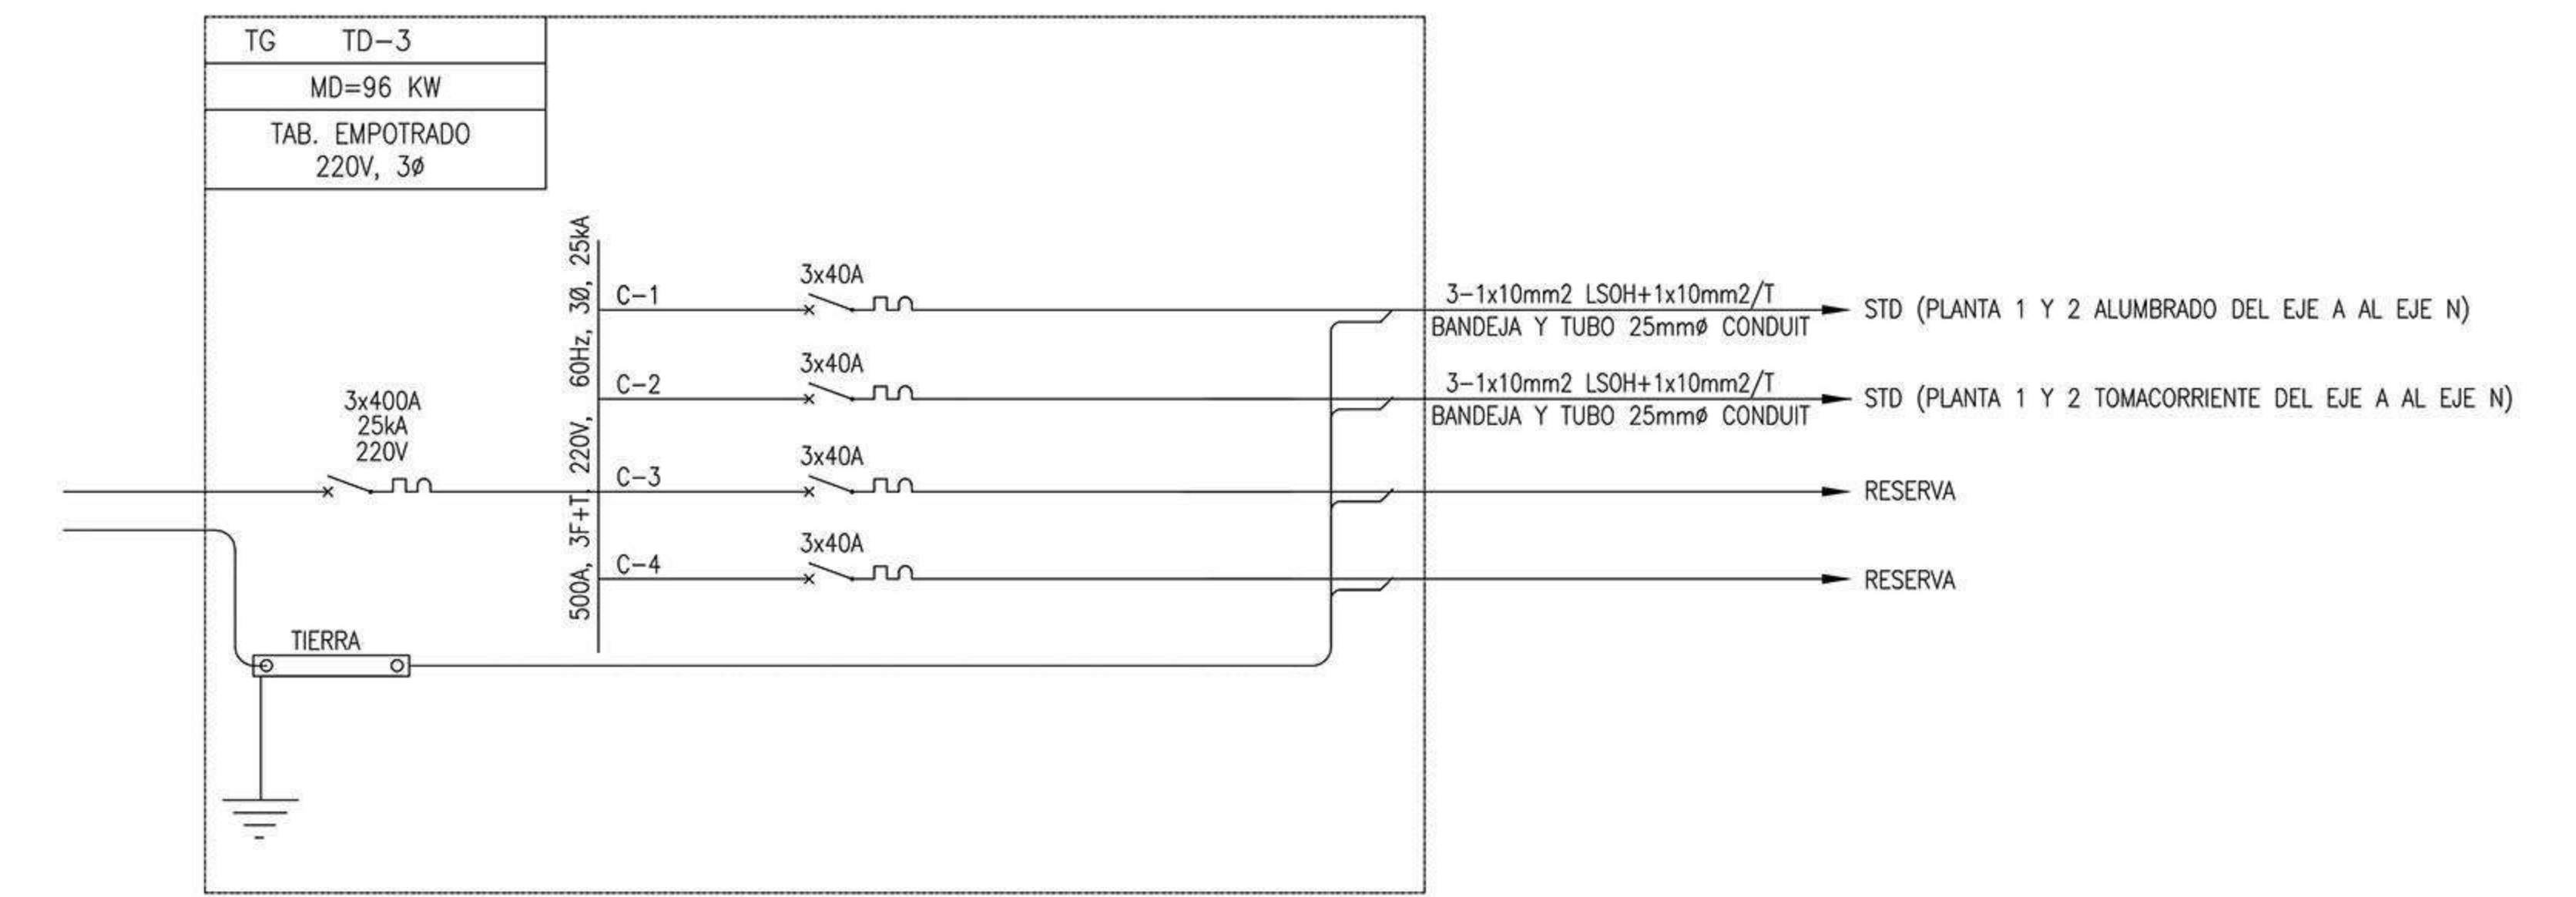 TG TD-3
MD=96 KW
TAB. EMPOTRADO
220V, 3ø
500A, 3F+T, 220V, 60Hz, 3Ø, 25kA
3x400A
25kA
220V
C-1
3x40A
3-1x10mm2 LSOH+1x10mm2/T
BANDEJA Y TUBO 25mmø CONDUIT
STD (PLANTA 1 Y 2 ALUMBRADO DEL EJE A AL EJE N)
C-2
3x40A
3-1x10mm2 LSOH+1x10mm2/T
BANDEJA Y TUBO 25mmø CONDUIT
STD (PLANTA 1 Y 2 TOMACORRIENTE DEL EJE A AL EJE N)
C-3
3x40A
RESERVA
C-4
3x40A
RESERVA
TIERRA